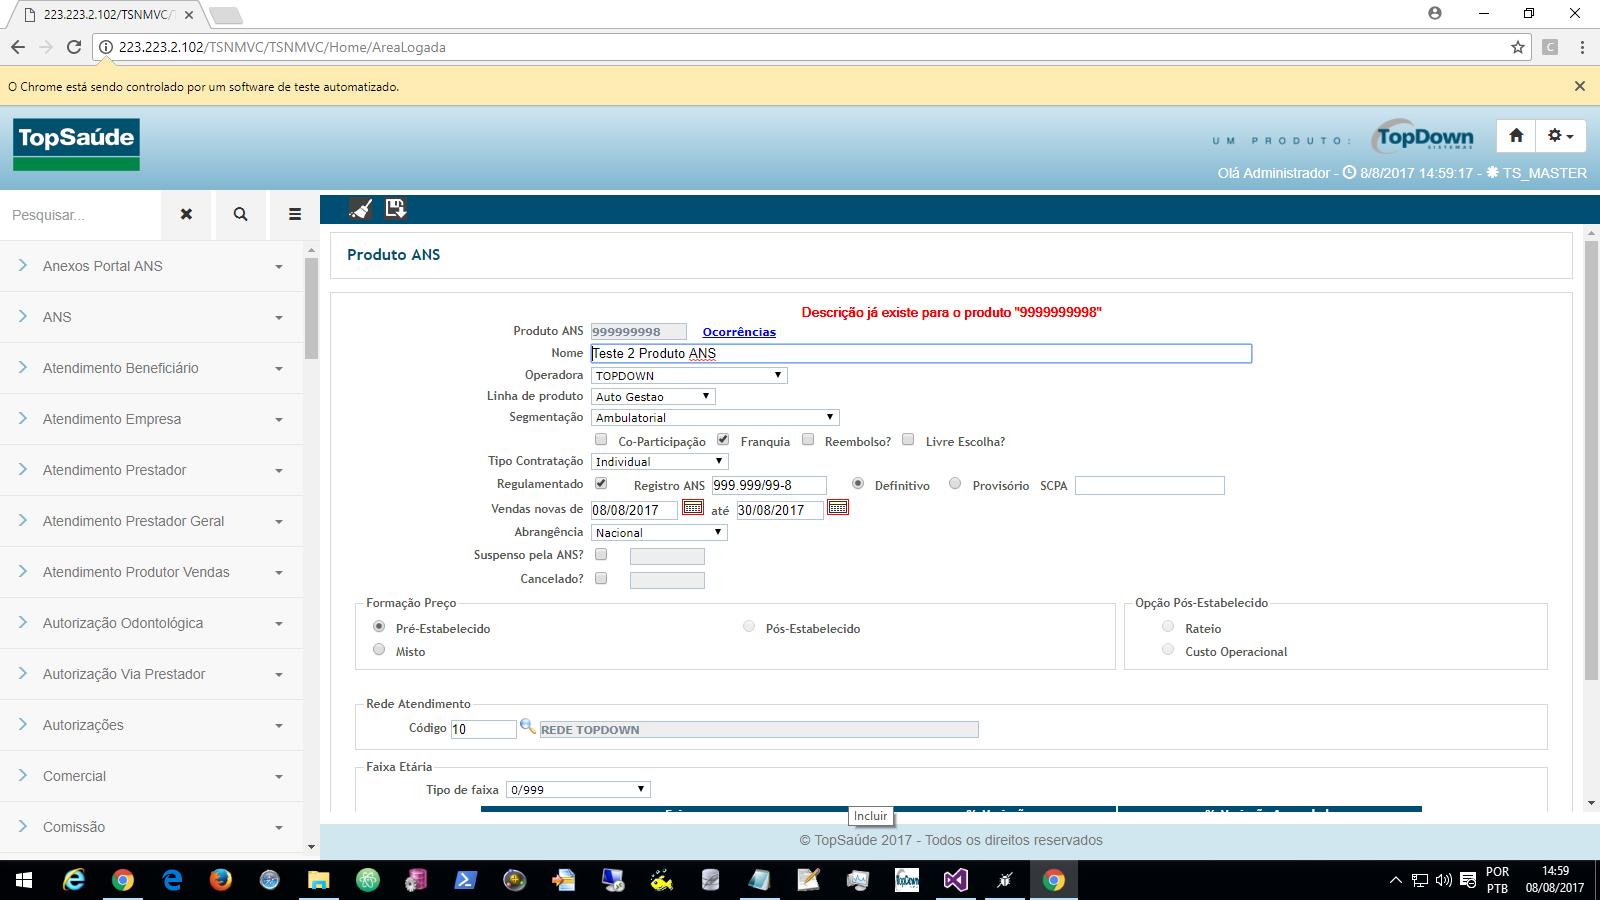 223.223.2.102/TSNMVC/T
223.223.2.102/TSNMVC/TSNMVC/Home/AreaLogada
C
O Chrome está sendo controlado por um software de teste automatizado.
TopSaúde
UM PRODUTO:
TopDown
SISTEMAS
Olá Administrador - 8/8/2017 14:59:17 - TS_MASTER
Pesquisar...
Anexos Portal ANS
ANS
Atendimento Beneficiário
Atendimento Empresa
Atendimento Prestador
Atendimento Prestador Geral
Atendimento Produtor Vendas
Autorização Odontológica
Autorização Via Prestador
Autorizações
Comercial
Comissão
Produto ANS
Descrição já existe para o produto "9999999998"
Produto ANS 999999998 Ocorrências
Nome Teste 2 Produto ANS
Operadora TOPDOWN
Linha de produto Auto Gestao
Segmentação Ambulatorial
Co-Participação Franquia Reembolso? Livre Escolha?
Tipo Contratação Individual
Regulamentado Registro ANS 999.999/99-8 Definitivo Provisório SCPA
Vendas novas de 08/08/2017 até 30/08/2017
Abrangência Nacional
Suspenso pela ANS?
Cancelado?
Formação Preço
Pré-Estabelecido Pós-Estabelecido
Misto
Opção Pós-Estabelecido
Rateio
Custo Operacional
Rede Atendimento
Código 10 REDE TOPDOWN
Faixa Etária
Tipo de faixa 0/999
Incluir
© TopSaúde 2017 - Todos os direitos reservados
TopDown
POR
PTB
14:59
08/08/2017